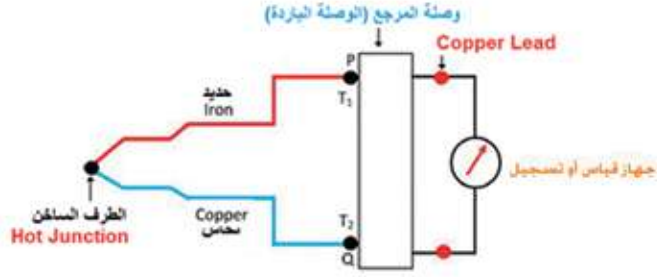 وصلة المرجع (الوصلة الباردة)
Copper Lead
P
T1
حديد
Iron
جهاز قياس أو تسجيل
الطرف الساخن
Hot Junction
Copper
نحاس
T2
Q